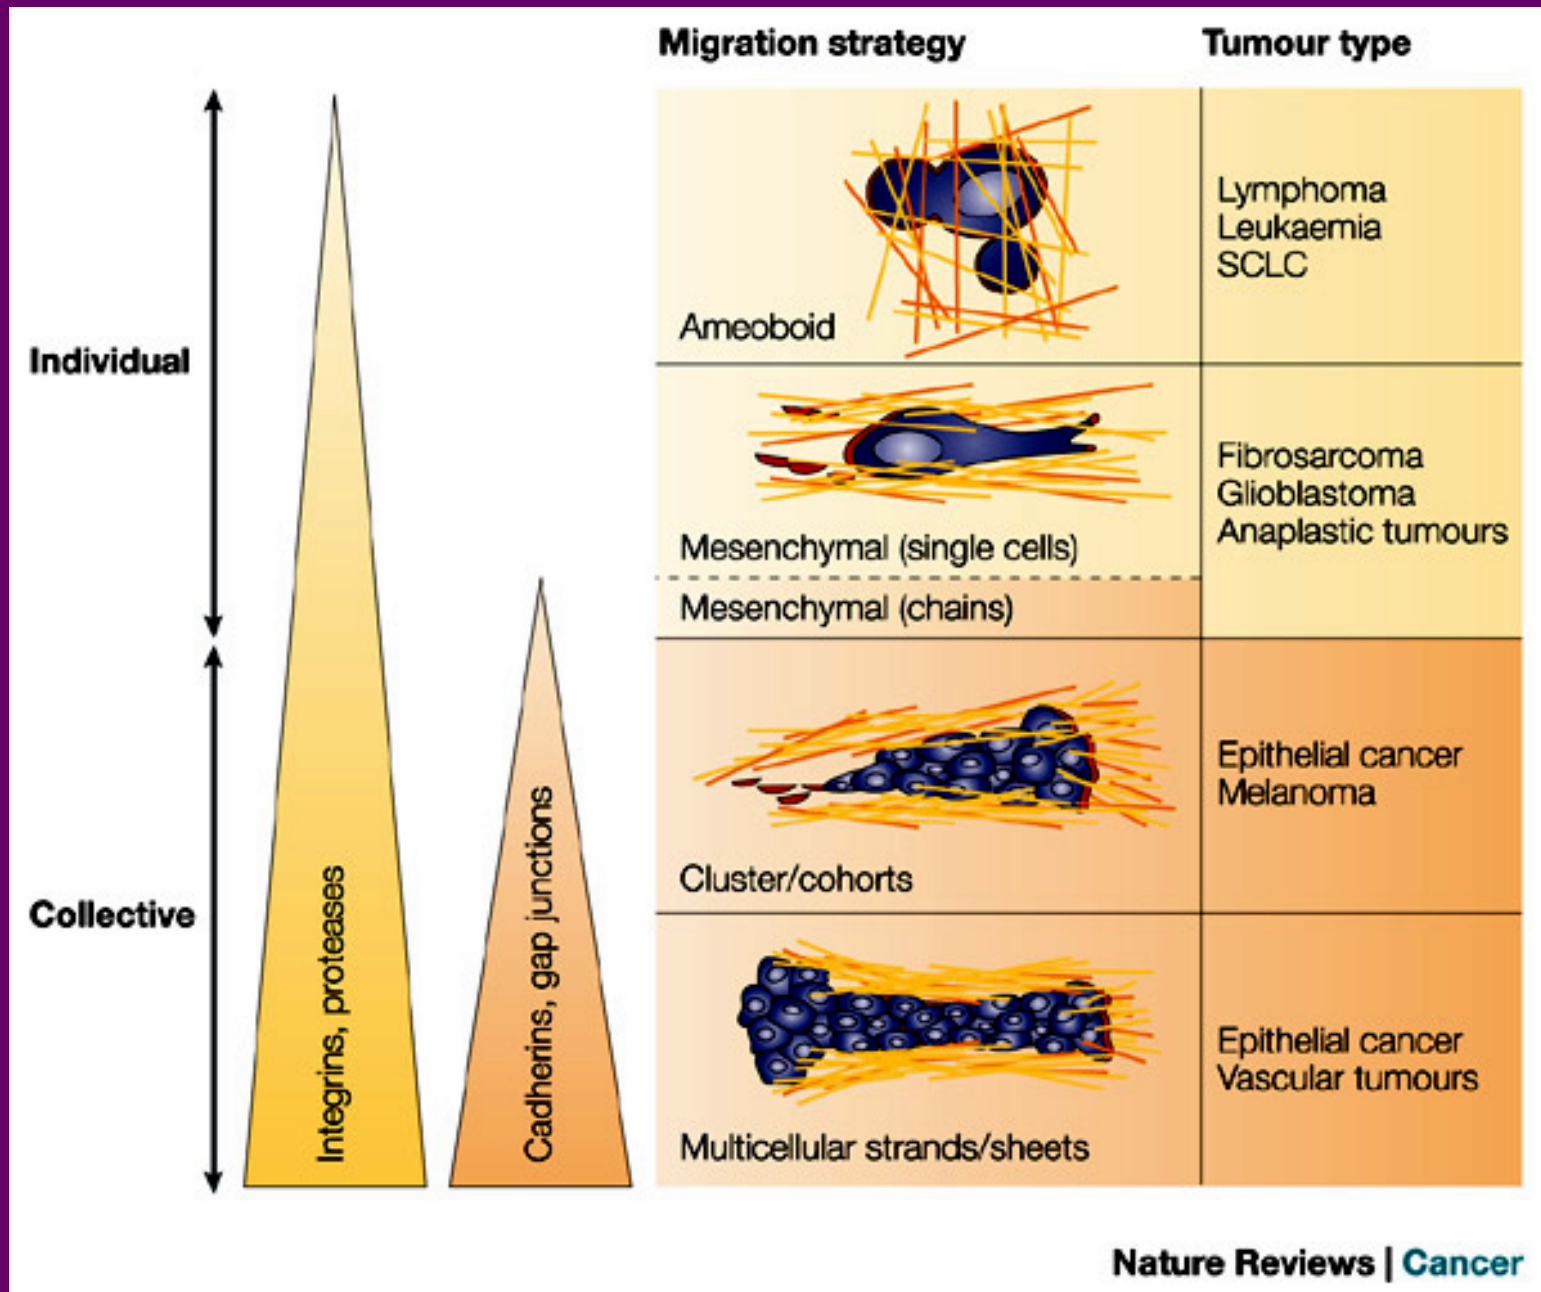 Migration strategy
Tumour type
Individual
Collective
Integrins, proteases
Cadherins, gap junctions
Ameoboid
Lymphoma
Leukaemia
SCLC
Mesenchymal (single cells)
Mesenchymal (chains)
Fibrosarcoma
Glioblastoma
Anaplastic tumours
Cluster/cohorts
Epithelial cancer
Melanoma
Multicellular strands/sheets
Epithelial cancer
Vascular tumours
Nature Reviews | Cancer